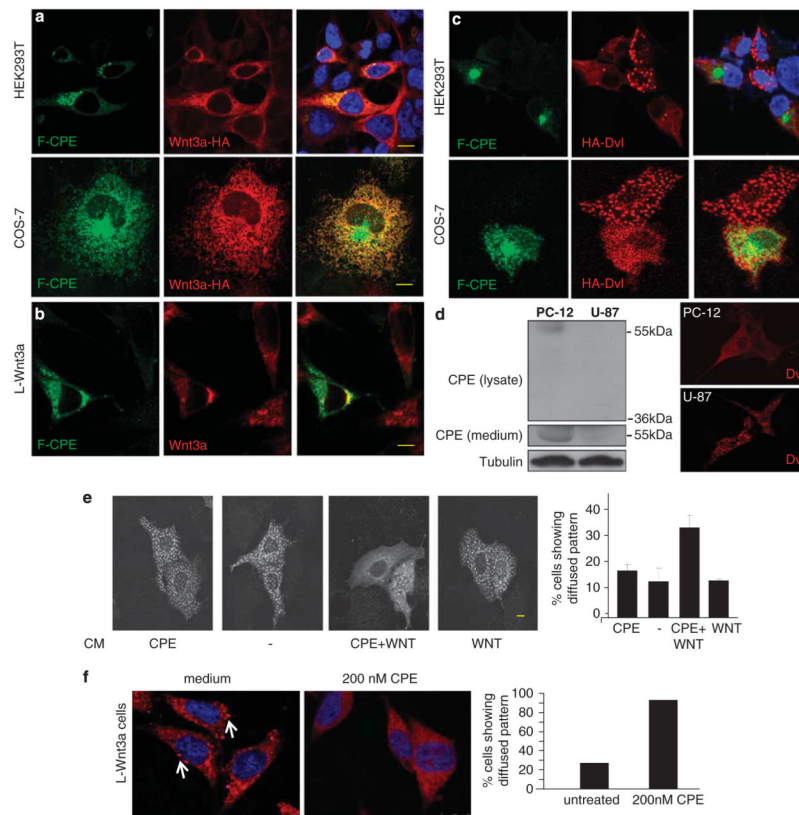 a
HEK293T
F-CPE
Wnt3a-HA
COS-7
F-CPE
Wnt3a-HA
b
L-Wnt3a
F-CPE
Wnt3a
c
HEK293T
F-CPE
HA-Dvl
COS-7
F-CPE
HA-Dvl
d
PC-12 U-87
55kDa
CPE (lysate)
36kDa
CPE (medium)
55kDa
Tubulin
PC-12
Dv
U-87
Dv
e
CM CPE - CPE+WNT WNT
% cells showing
diffused pattern
40
30
20
10
0
CPE - CPE+ WNT
WNT
f
medium 200 nM CPE
L-Wnt3a cells
% cells showing
diffused pattern
100
80
60
40
20
0
untreated 200nM CPE